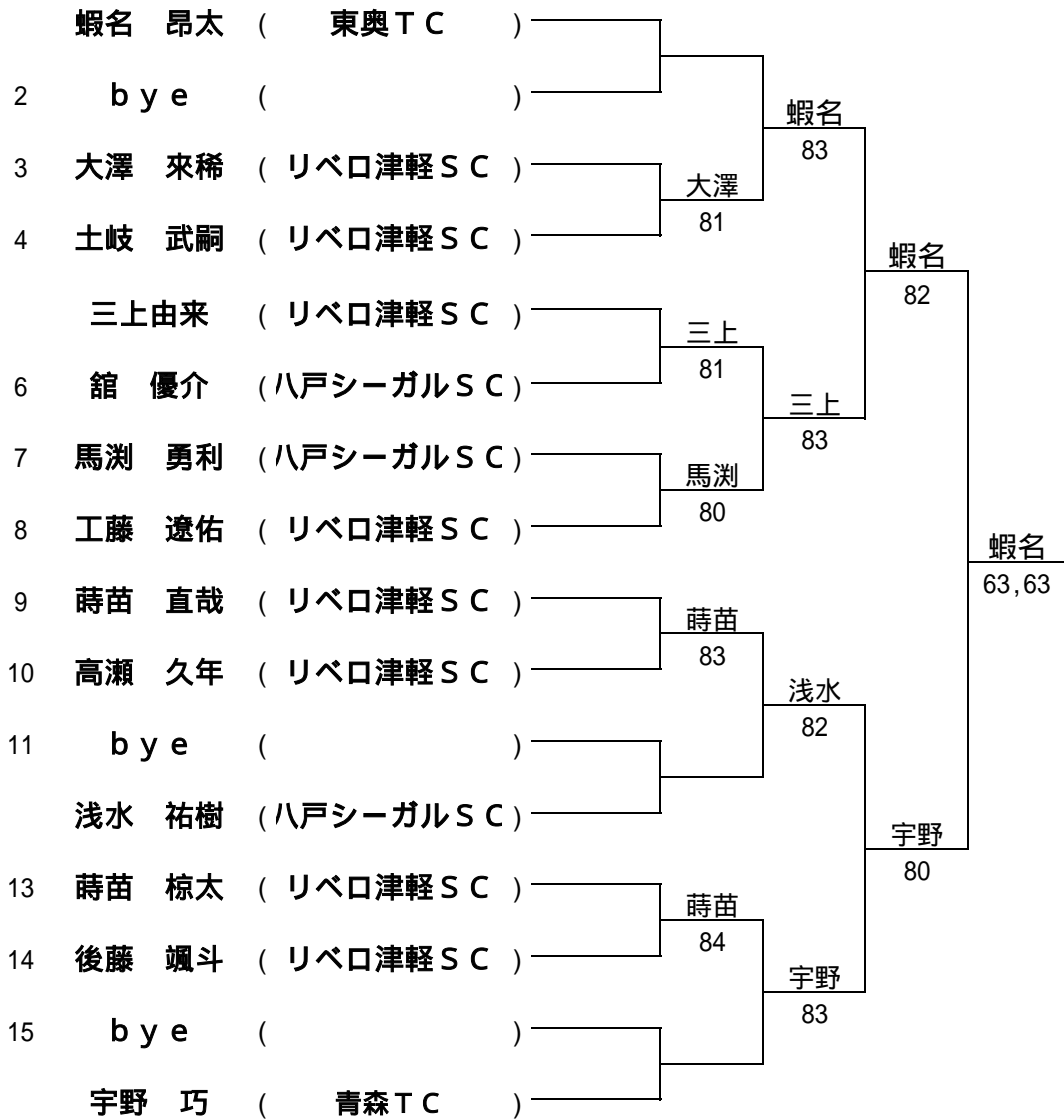 蝦名　昂太 ( 東奥ＴＣ )
2 ｂｙｅ ( )
蝦名
83
3 大澤　來稀 ( リベロ津軽ＳＣ )
大澤
81
4 土岐　武嗣 ( リベロ津軽ＳＣ )
蝦名
82
三上由来 ( リベロ津軽ＳＣ )
三上
81
6 舘　優介 (八戸シーガルＳＣ)
三上
83
7 馬渕　勇利 (八戸シーガルＳＣ)
馬渕
80
8 工藤　遼佑 ( リベロ津軽ＳＣ )
蝦名
63,63
9 蒔苗　直哉 ( リベロ津軽ＳＣ )
蒔苗
83
10 高瀬　久年 ( リベロ津軽ＳＣ )
浅水
82
11 ｂｙｅ ( )
浅水　祐樹 (八戸シーガルＳＣ)
宇野
80
13 蒔苗　椋太 ( リベロ津軽ＳＣ )
蒔苗
84
14 後藤　颯斗 ( リベロ津軽ＳＣ )
宇野
83
15 ｂｙｅ ( )
宇野　巧 ( 青森ＴＣ )